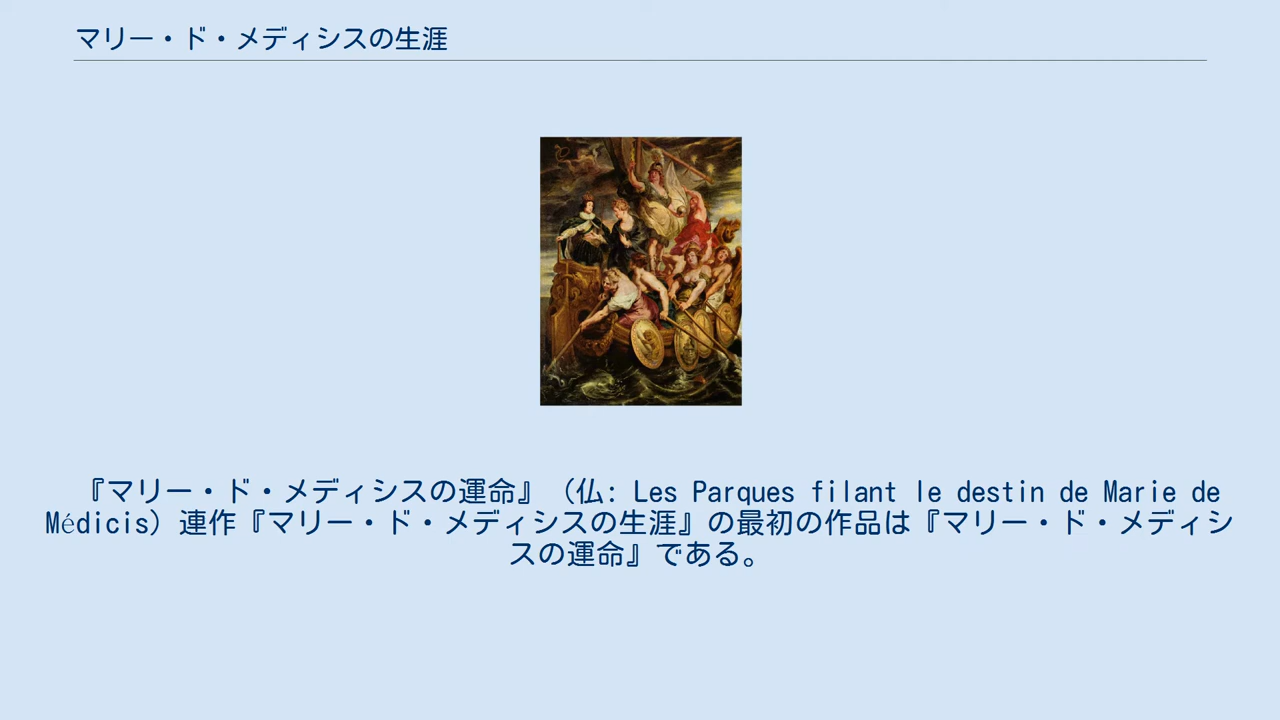 マリー・ド・メディシスの生涯
『マリー・ド・メディシスの運命』（仏: Les Parques filant le destin de Marie de
Médicis）連作『マリー・ド・メディシスの生涯』の最初の作品は『マリー・ド・メディシ
スの運命』である。